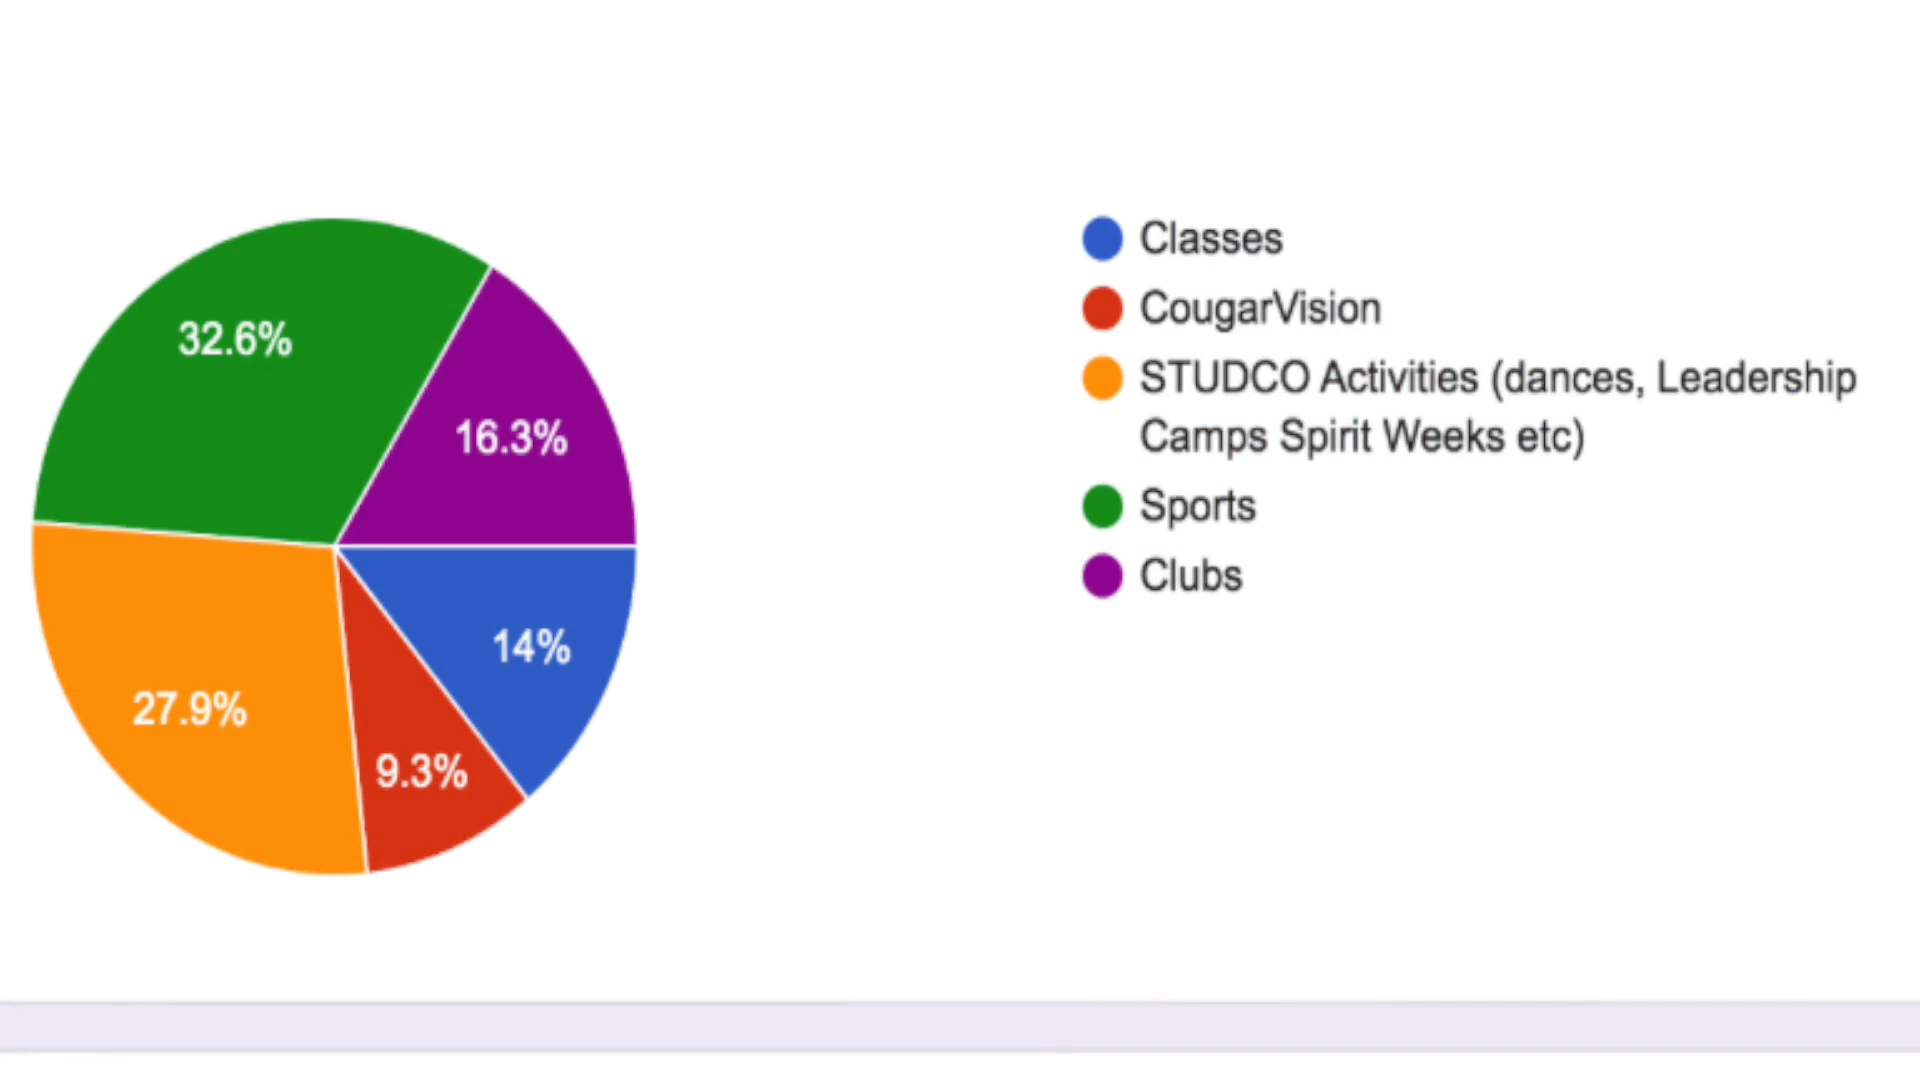 32.6%
16.3%
14%
27.9%
9.3%
Classes
CougarVision
STUDCO Activities (dances, Leadership
Camps Spirit Weeks etc)
Sports
Clubs